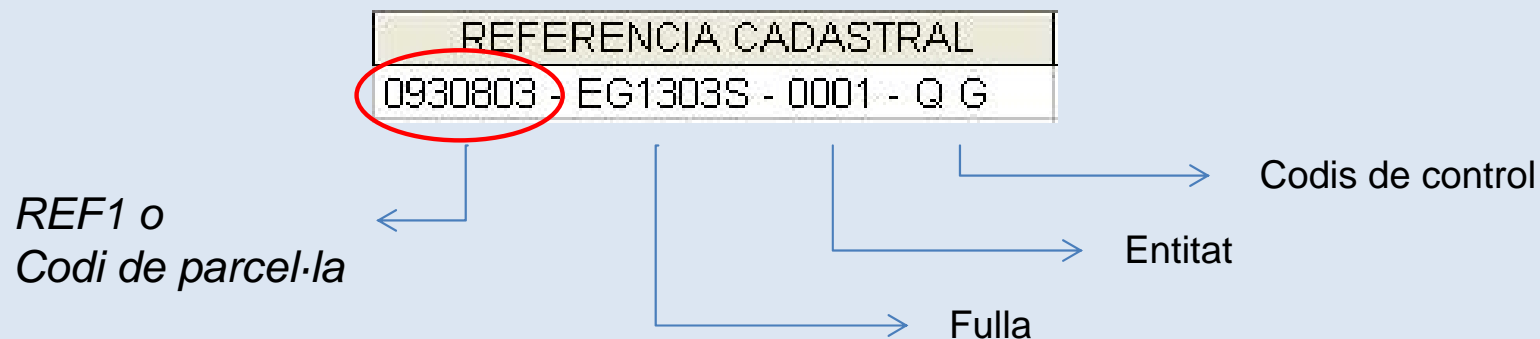 REFERENCIA CADASTRAL
0930803 - EG1303S - 0001 - Q G
Codis de control
REF1 o
Codi de parcel·la
Entitat
Fulla